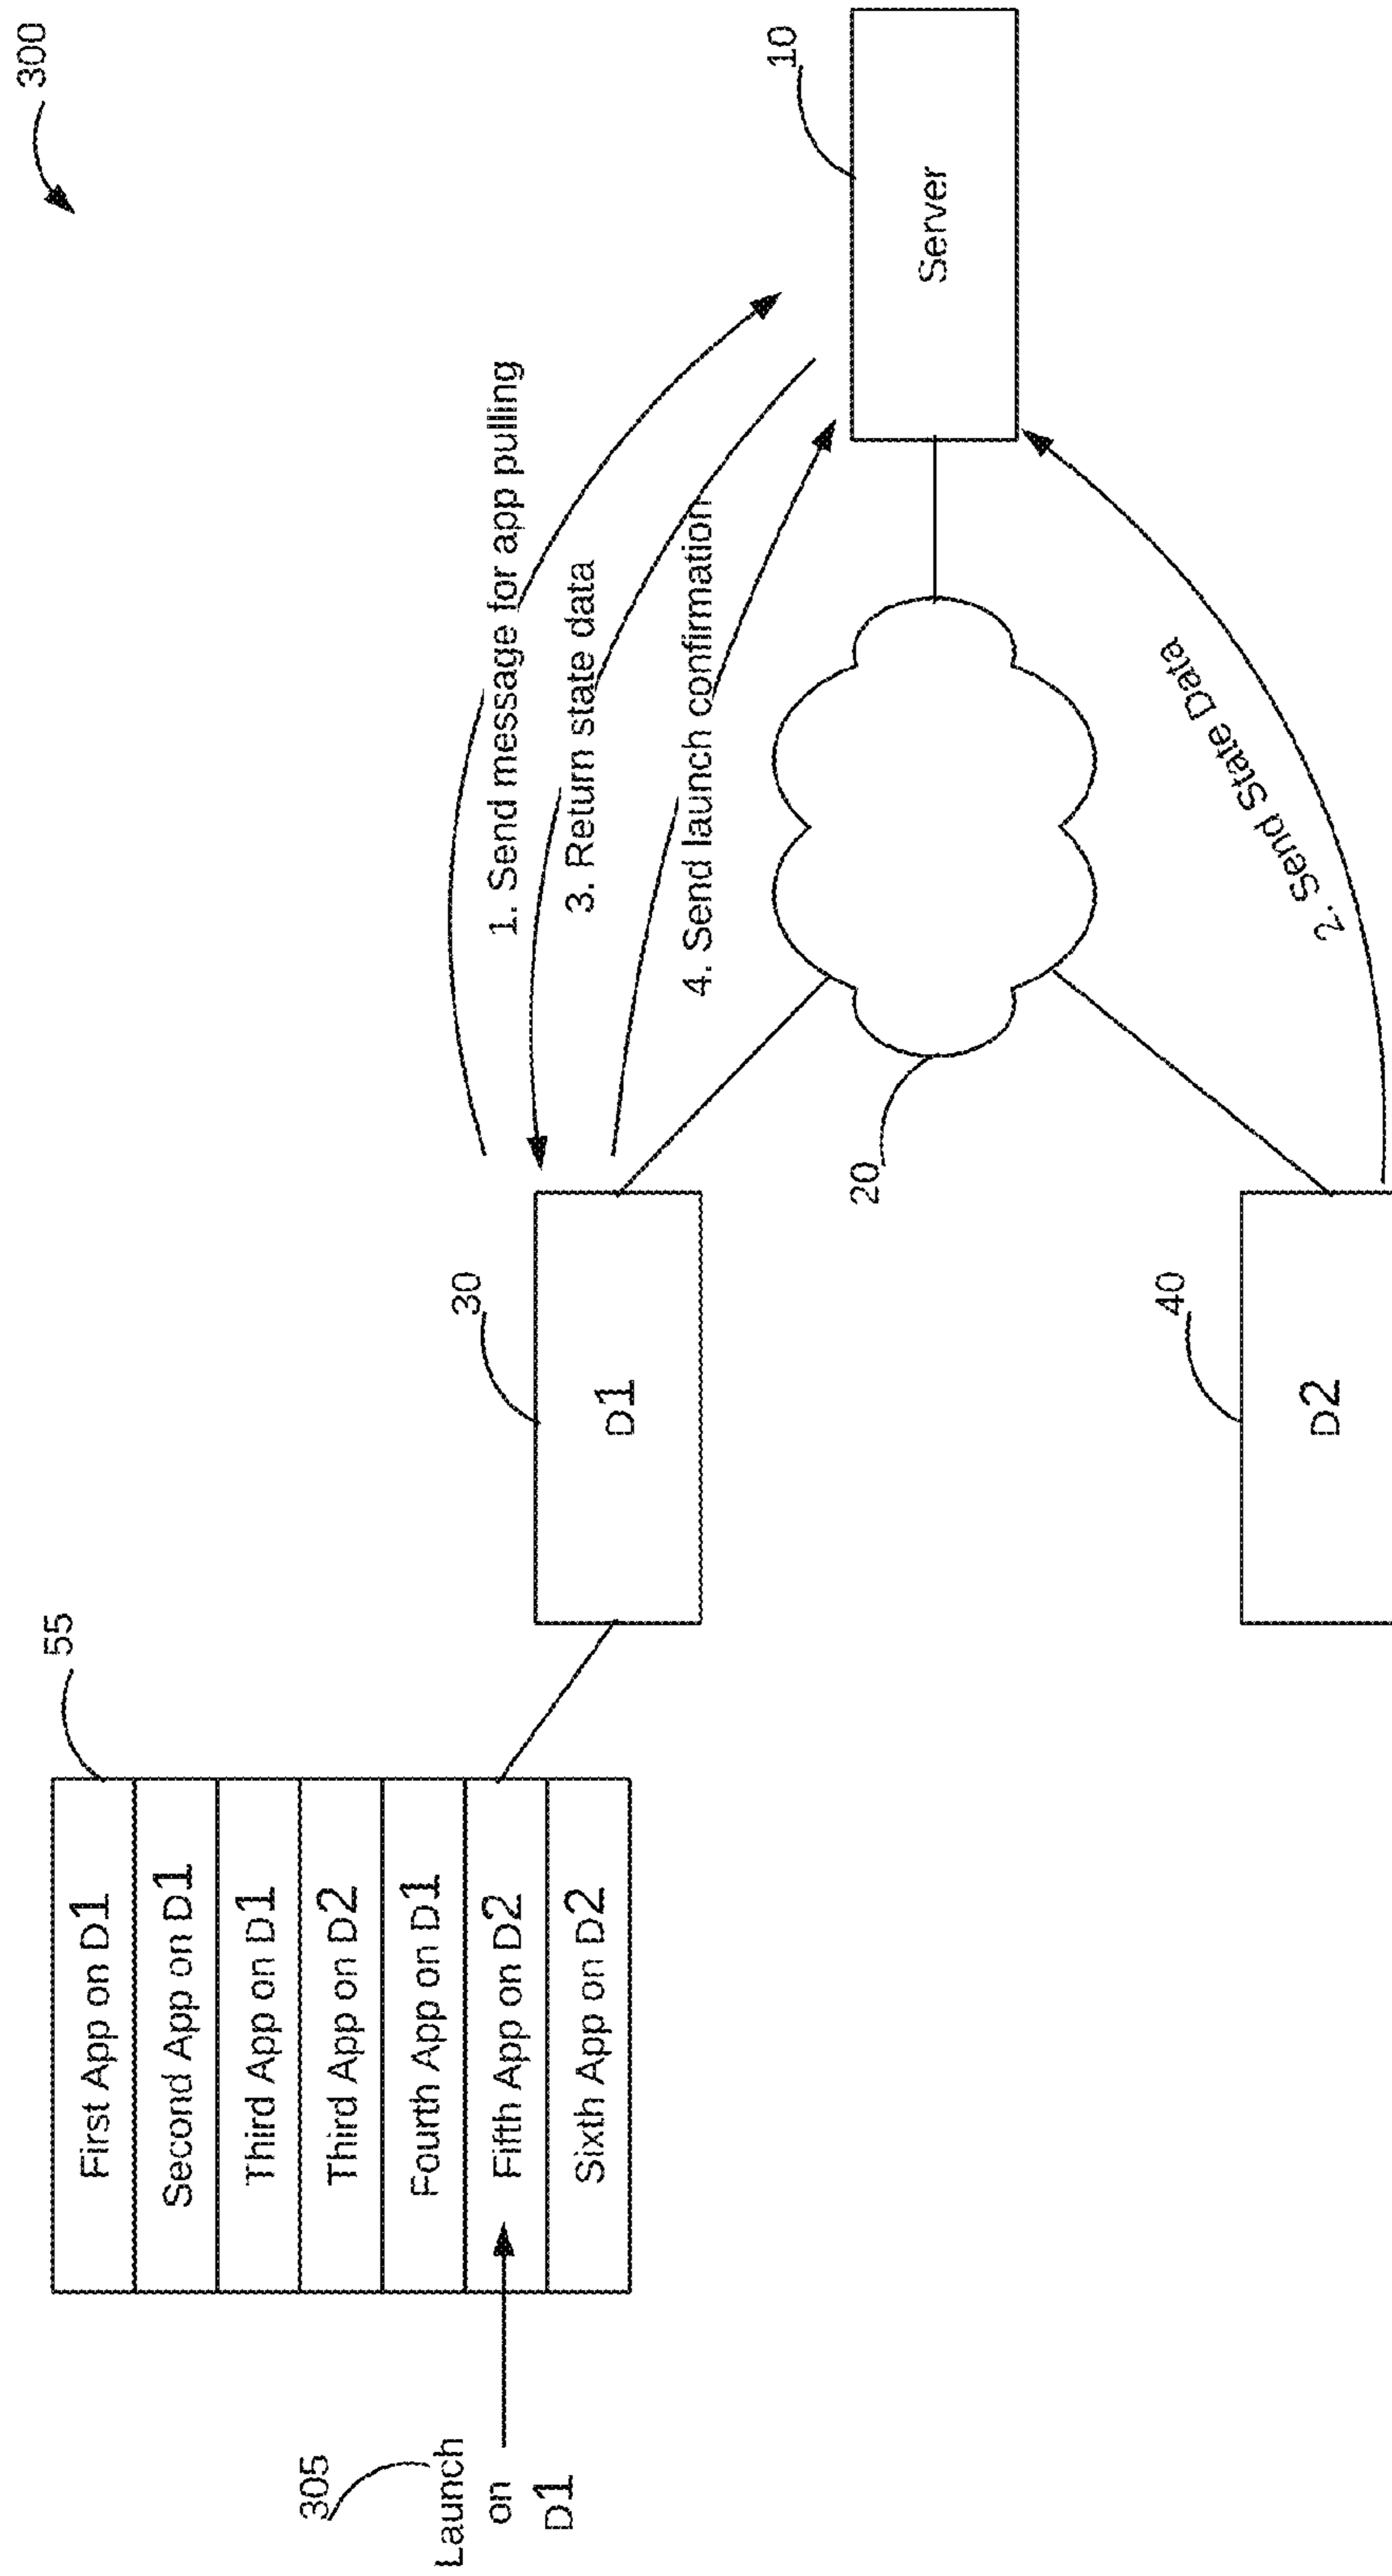 300
55
First App on D1
Second App on D1
Third App on D1
Third App on D2
Fourth App on D1
Fifth App on D2
Sixth App on D2
305
Launch
on
D1
30
D1
1. Send message for app pulling
3. Return state data
4. Send launch confirmation
10
Server
20
40
D2
2. Send State Data